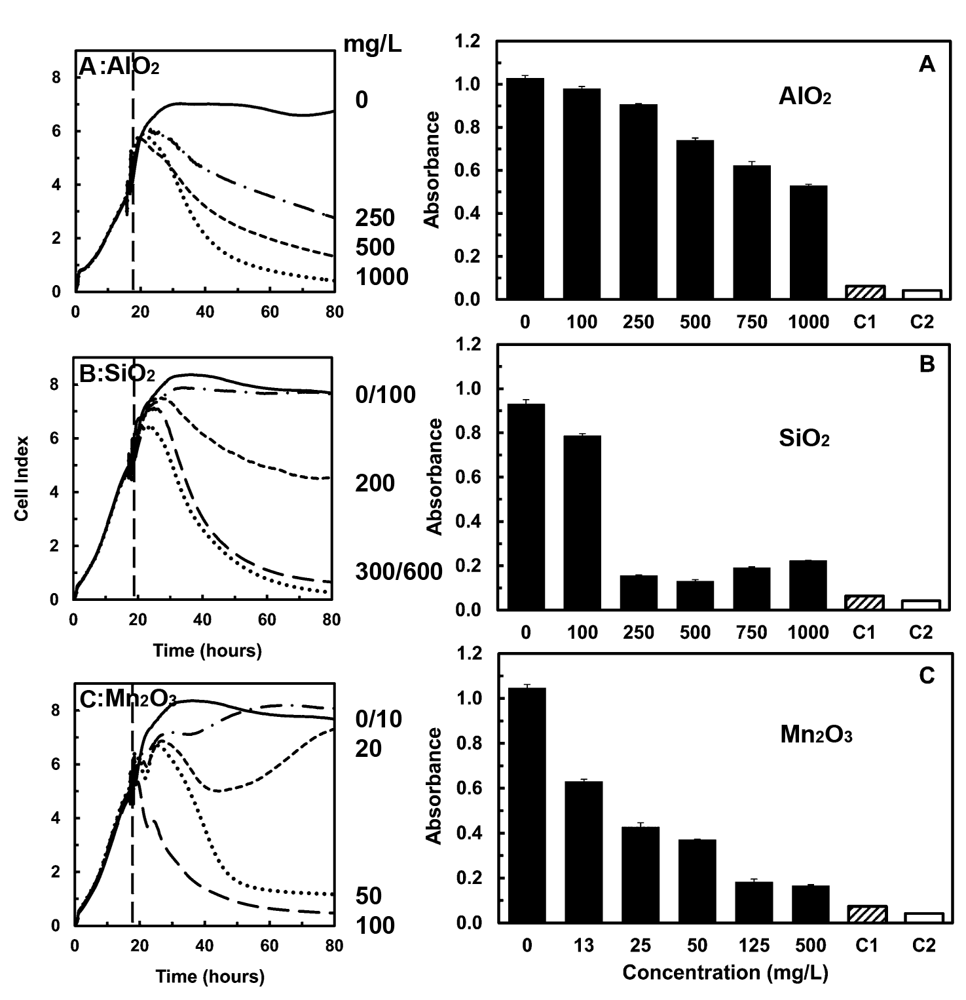 mg/L
A:AlO2
8
6
4
2
0
0 20 40 60 80
0
250
500
1000
B:SiO2
Cell Index
8
6
4
2
0
0 20 40 60 80
Time (hours)
0/100
200
300/600
C:Mn2O3
8
6
4
2
0
0 20 40 60 80
Time (hours)
0/10
20
50
100
A
AlO2
Absorbance
1.2
1.0
0.8
0.6
0.4
0.2
0.0
0 100 250 500 750 1000 C1 C2
B
SiO2
Absorbance
1.2
1.0
0.8
0.6
0.4
0.2
0.0
0 100 250 500 750 1000 C1 C2
C
Mn2O3
Absorbance
1.2
1.0
0.8
0.6
0.4
0.2
0.0
0 13 25 50 125 500 C1 C2
Concentration (mg/L)